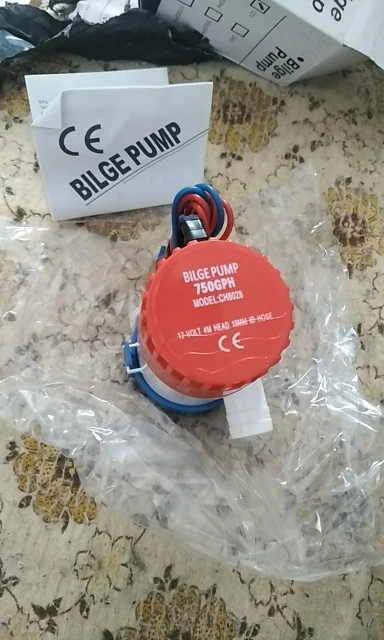 Bilge
Pump
CE
BILGE PUMP
BILGE PUMP
750GPH
MODEL:CH8028
12-VOLT 4M HEAD 19MM ID HOSE
CE